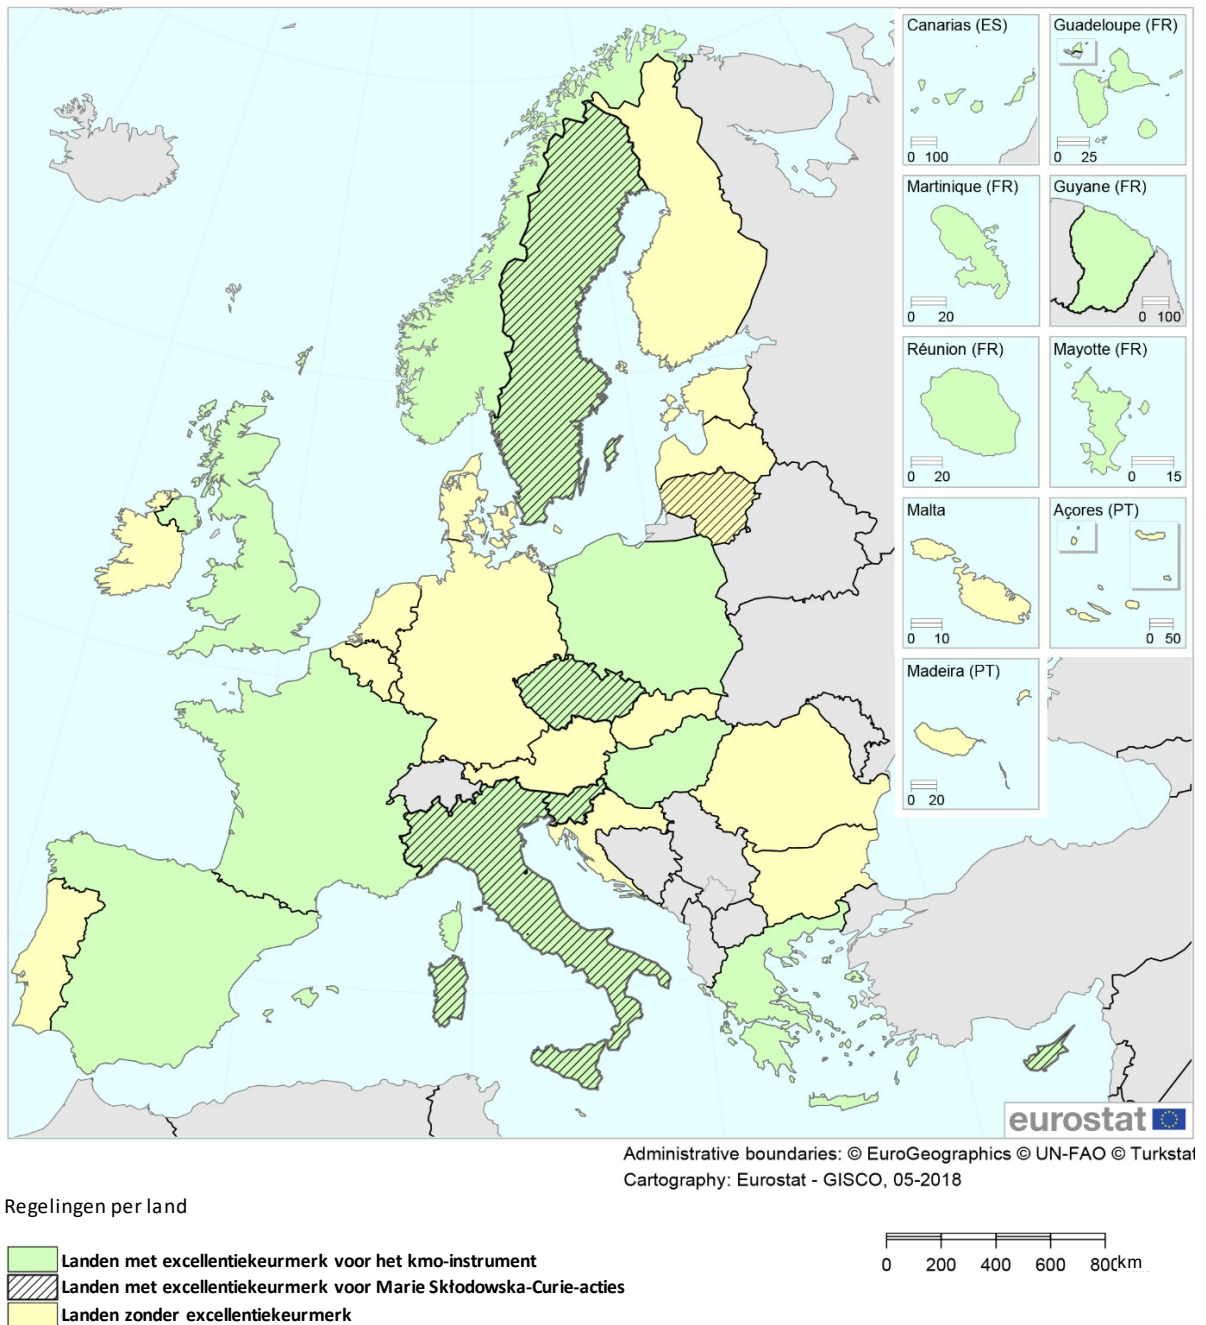 Canarias (ES)
0 100
Guadeloupe (FR)
0 25
Martinique (FR)
0 20
Guyane (FR)
0 100
Réunion (FR)
0 20
Mayotte (FR)
0 15
Malta
0 10
Açores (PT)
0 50
Madeira (PT)
0 20
eurostat
Administrative boundaries: © EuroGeographics © UN-FAO © Turkstat
Cartography: Eurostat - GISCO, 05-2018
Regelingen per land
Landen met excellentiekeurmerk voor het kmo-instrument
Landen met excellentiekeurmerk voor Marie Skłodowska-Curie-acties
Landen zonder excellentiekeurmerk
0 200 400 600 800 km